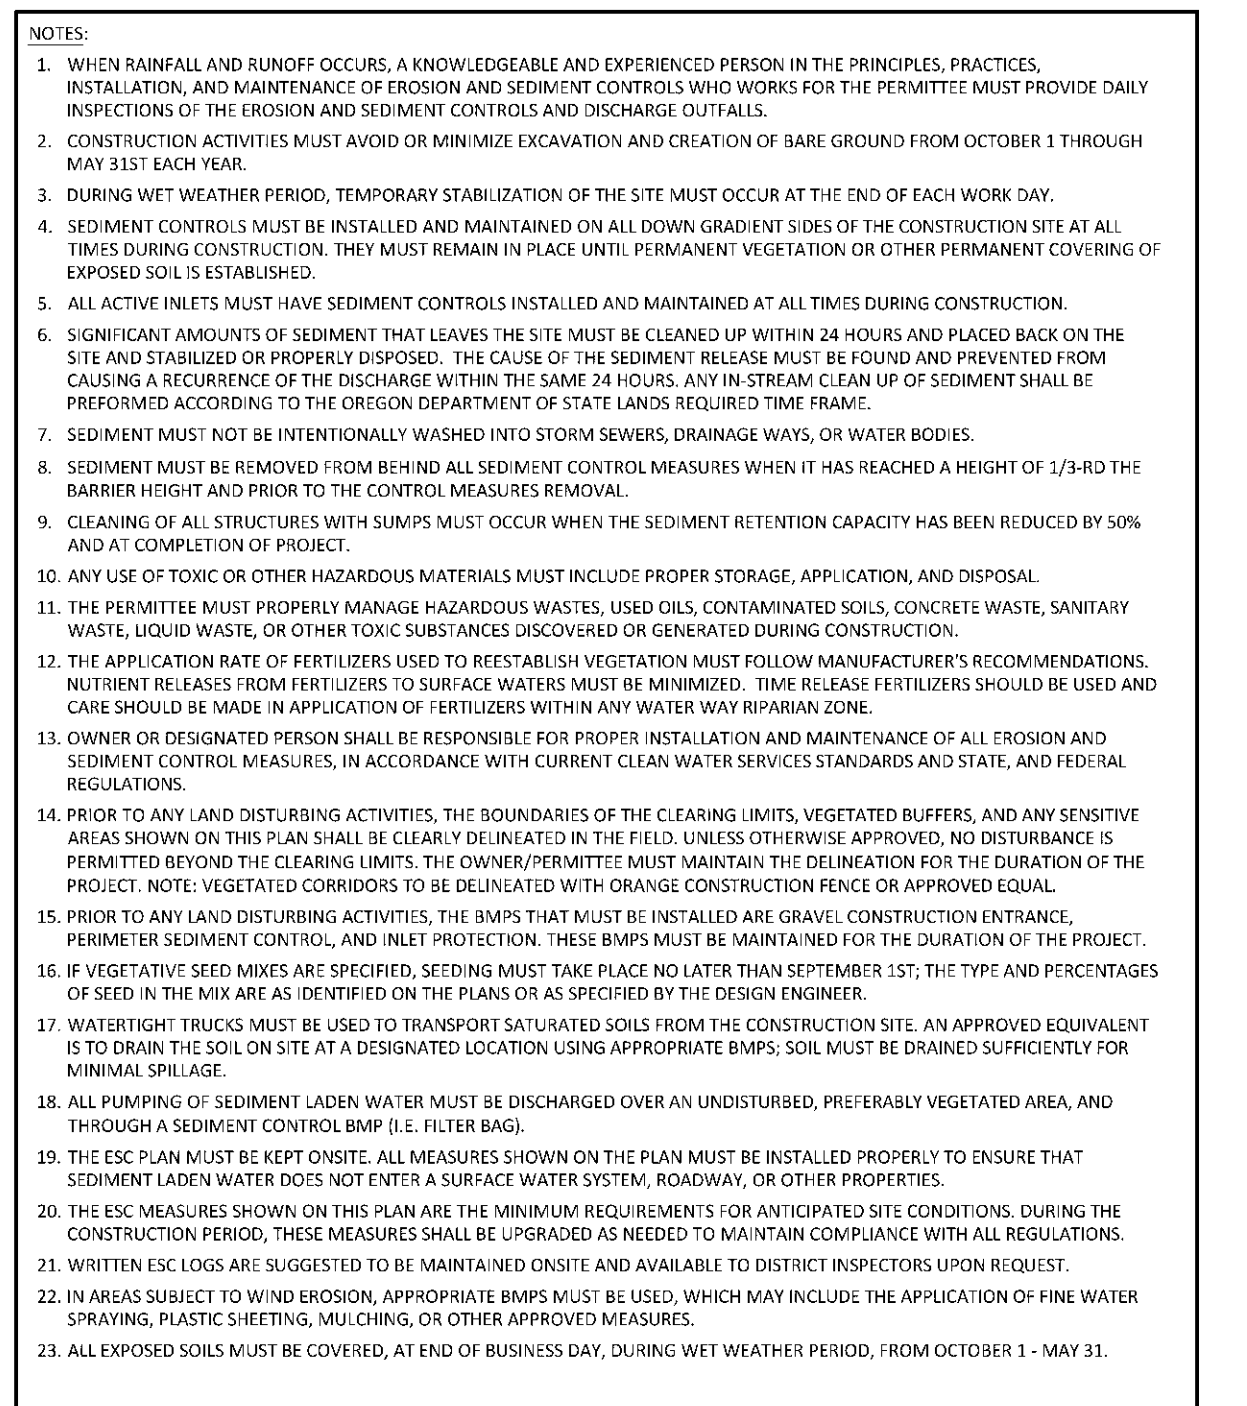 NOTES:
1. WHEN RAINFALL AND RUNOFF OCCURS, A KNOWLEDGEABLE AND EXPERIENCED PERSON IN THE PRINCIPLES, PRACTICES,
INSTALLATION, AND MAINTENANCE OF EROSION AND SEDIMENT CONTROLS WHO WORKS FOR THE PERMITTEE MUST PROVIDE DAILY
INSPECTIONS OF THE EROSION AND SEDIMENT CONTROLS AND DISCHARGE OUTFALLS.
2. CONSTRUCTION ACTIVITIES MUST AVOID OR MINIMIZE EXCAVATION AND CREATION OF BARE GROUND FROM OCTOBER 1 THROUGH
MAY 31ST EACH YEAR.
3. DURING WET WEATHER PERIOD, TEMPORARY STABILIZATION OF THE SITE MUST OCCUR AT THE END OF EACH WORK DAY.
4. SEDIMENT CONTROLS MUST BE INSTALLED AND MAINTAINED ON ALL DOWN GRADIENT SIDES OF THE CONSTRUCTION SITE AT ALL
TIMES DURING CONSTRUCTION. THEY MUST REMAIN IN PLACE UNTIL PERMANENT VEGETATION OR OTHER PERMANENT COVERING OF
EXPOSED SOIL IS ESTABLISHED.
5. ALL ACTIVE INLETS MUST HAVE SEDIMENT CONTROLS INSTALLED AND MAINTAINED AT ALL TIMES DURING CONSTRUCTION.
6. SIGNIFICANT AMOUNTS OF SEDIMENT THAT LEAVES THE SITE MUST BE CLEANED UP WITHIN 24 HOURS AND PLACED BACK ON THE
SITE AND STABILIZED OR PROPERLY DISPOSED. THE CAUSE OF THE SEDIMENT RELEASE MUST BE FOUND AND PREVENTED FROM
CAUSING A RECURRENCE OF THE DISCHARGE WITHIN THE SAME 24 HOURS. ANY IN-STREAM CLEAN UP OF SEDIMENT SHALL BE
PREFORMED ACCORDING TO THE OREGON DEPARTMENT OF STATE LANDS REQUIRED TIME FRAME.
7. SEDIMENT MUST NOT BE INTENTIONALLY WASHED INTO STORM SEWERS, DRAINAGE WAYS, OR WATER BODIES.
8. SEDIMENT MUST BE REMOVED FROM BEHIND ALL SEDIMENT CONTROL MEASURES WHEN IT HAS REACHED A HEIGHT OF 1/3-RD THE
BARRIER HEIGHT AND PRIOR TO THE CONTROL MEASURES REMOVAL.
9. CLEANING OF ALL STRUCTURES WITH SUMPS MUST OCCUR WHEN THE SEDIMENT RETENTION CAPACITY HAS BEEN REDUCED BY 50%
AND AT COMPLETION OF PROJECT.
10. ANY USE OF TOXIC OR OTHER HAZARDOUS MATERIALS MUST INCLUDE PROPER STORAGE, APPLICATION, AND DISPOSAL.
11. THE PERMITTEE MUST PROPERLY MANAGE HAZARDOUS WASTES, USED OILS, CONTAMINATED SOILS, CONCRETE WASTE, SANITARY
WASTE, LIQUID WASTE, OR OTHER TOXIC SUBSTANCES DISCOVERED OR GENERATED DURING CONSTRUCTION.
12. THE APPLICATION RATE OF FERTILIZERS USED TO REESTABLISH VEGETATION MUST FOLLOW MANUFACTURER'S RECOMMENDATIONS.
NUTRIENT RELEASES FROM FERTILIZERS TO SURFACE WATERS MUST BE MINIMIZED. TIME RELEASE FERTILIZERS SHOULD BE USED AND
CARE SHOULD BE MADE IN APPLICATION OF FERTILIZERS WITHIN ANY WATER WAY RIPARIAN ZONE.
13. OWNER OR DESIGNATED PERSON SHALL BE RESPONSIBLE FOR PROPER INSTALLATION AND MAINTENANCE OF ALL EROSION AND
SEDIMENT CONTROL MEASURES, IN ACCORDANCE WITH CURRENT CLEAN WATER SERVICES STANDARDS AND STATE, AND FEDERAL
REGULATIONS.
14. PRIOR TO ANY LAND DISTURBING ACTIVITIES, THE BOUNDARIES OF THE CLEARING LIMITS, VEGETATED BUFFERS, AND ANY SENSITIVE
AREAS SHOWN ON THIS PLAN SHALL BE CLEARLY DELINEATED IN THE FIELD. UNLESS OTHERWISE APPROVED, NO DISTURBANCE IS
PERMITTED BEYOND THE CLEARING LIMITS. THE OWNER/PERMITTEE MUST MAINTAIN THE DELINEATION FOR THE DURATION OF THE
PROJECT. NOTE: VEGETATED CORRIDORS TO BE DELINEATED WITH ORANGE CONSTRUCTION FENCE OR APPROVED EQUAL.
15. PRIOR TO ANY LAND DISTURBING ACTIVITIES, THE BMPS THAT MUST BE INSTALLED ARE GRAVEL CONSTRUCTION ENTRANCE,
PERIMETER SEDIMENT CONTROL, AND INLET PROTECTION. THESE BMPS MUST BE MAINTAINED FOR THE DURATION OF THE PROJECT.
16. IF VEGETATIVE SEED MIXES ARE SPECIFIED, SEEDING MUST TAKE PLACE NO LATER THAN SEPTEMBER 1ST; THE TYPE AND PERCENTAGES
OF SEED IN THE MIX ARE AS IDENTIFIED ON THE PLANS OR AS SPECIFIED BY THE DESIGN ENGINEER.
17. WATERTIGHT TRUCKS MUST BE USED TO TRANSPORT SATURATED SOILS FROM THE CONSTRUCTION SITE. AN APPROVED EQUIVALENT
IS TO DRAIN THE SOIL ON SITE AT A DESIGNATED LOCATION USING APPROPRIATE BMPS; SOIL MUST BE DRAINED SUFFICIENTLY FOR
MINIMAL SPILLAGE.
18. ALL PUMPING OF SEDIMENT LADEN WATER MUST BE DISCHARGED OVER AN UNDISTURBED, PREFERABLY VEGETATED AREA, AND
THROUGH A SEDIMENT CONTROL BMP (I.E. FILTER BAG).
19. THE ESC PLAN MUST BE KEPT ONSITE. ALL MEASURES SHOWN ON THE PLAN MUST BE INSTALLED PROPERLY TO ENSURE THAT
SEDIMENT LADEN WATER DOES NOT ENTER A SURFACE WATER SYSTEM, ROADWAY, OR OTHER PROPERTIES.
20. THE ESC MEASURES SHOWN ON THIS PLAN ARE THE MINIMUM REQUIREMENTS FOR ANTICIPATED SITE CONDITIONS. DURING THE
CONSTRUCTION PERIOD, THESE MEASURES SHALL BE UPGRADED AS NEEDED TO MAINTAIN COMPLIANCE WITH ALL REGULATIONS.
21. WRITTEN ESC LOGS ARE SUGGESTED TO BE MAINTAINED ONSITE AND AVAILABLE TO DISTRICT INSPECTORS UPON REQUEST.
22. IN AREAS SUBJECT TO WIND EROSION, APPROPRIATE BMPS MUST BE USED, WHICH MAY INCLUDE THE APPLICATION OF FINE WATER
SPRAYING, PLASTIC SHEETING, MULCHING, OR OTHER APPROVED MEASURES.
23. ALL EXPOSED SOILS MUST BE COVERED, AT END OF BUSINESS DAY, DURING WET WEATHER PERIOD, FROM OCTOBER 1 - MAY 31.